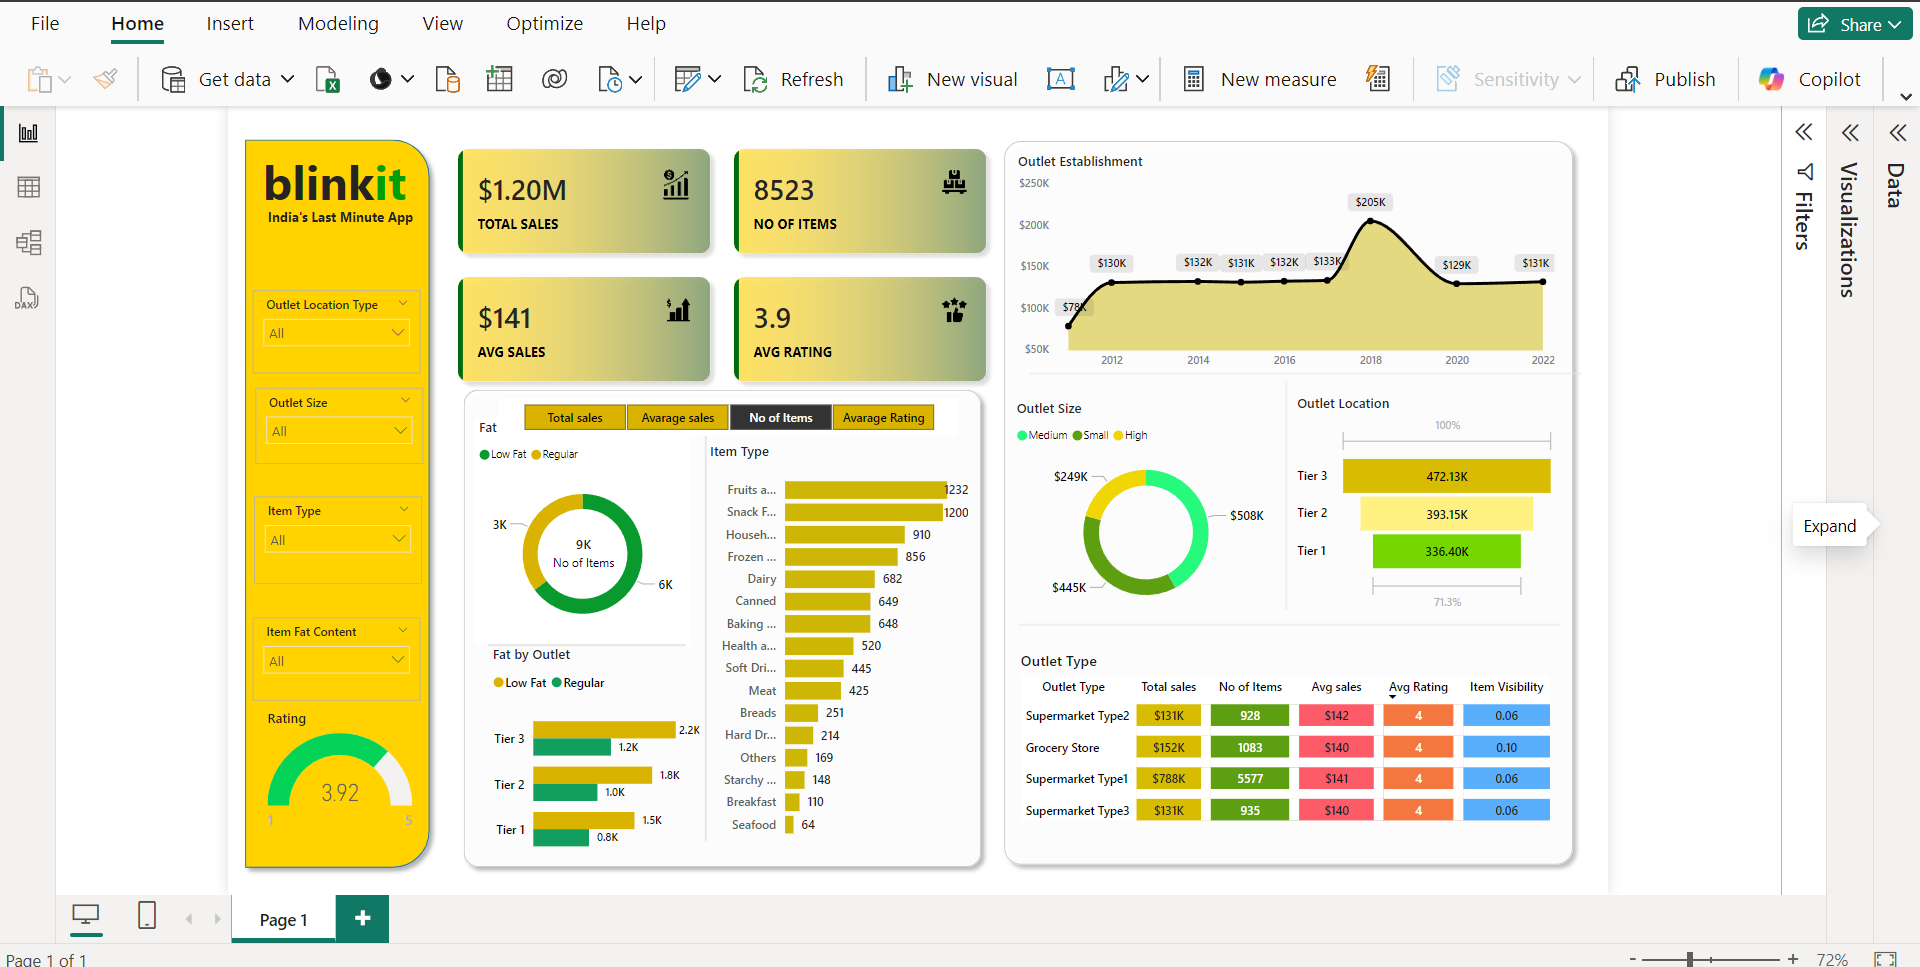 File Home Insert Modeling View Optimize Help Share
Get data Refresh New visual New measure Sensitivity Publish Copilot
blinkit
India's Last Minute App
Outlet Location Type
All
Outlet Size
All
Item Type
All
Item Fat Content
All
Rating
3.92
1 5
$1.20M
TOTAL SALES
8523
NO OF ITEMS
$141
AVG SALES
3.9
AVG RATING
Total sales Avarage sales No of Items Avarage Rating
Fat
Low Fat Regular
3K
9K
No of Items
6K
Fat by Outlet
Low Fat Regular
Tier 3 2.2K
1.2K
Tier 2 1.8K
1.0K
Tier 1 1.5K
0.8K
Item Type
Fruits a... 1232
Snack F... 1200
Househ... 910
Frozen ... 856
Dairy 682
Canned 649
Baking ... 648
Health a... 520
Soft Dri... 445
Meat 425
Breads 251
Hard Dr... 214
Others 169
Starchy ... 148
Breakfast 110
Seafood 64
Outlet Establishment
$250K
$200K
$150K
$100K
$50K
$78K $130K $132K $131K $132K $133K $205K $129K $131K
2012 2014 2016 2018 2020 2022
Outlet Size
Medium Small High
$249K
$508K
$445K
Outlet Location
100%
Tier 3 472.13K
Tier 2 393.15K
Tier 1 336.40K
71.3%
Outlet Type
Outlet Type Total sales No of Items Avg sales Avg Rating Item Visibility
Supermarket Type2 $131K 928 $142 4 0.06
Grocery Store $152K 1083 $140 4 0.10
Supermarket Type1 $788K 5577 $141 4 0.06
Supermarket Type3 $131K 935 $140 4 0.06
Filters
Visualizations
Data
Expand
DAX
Page 1
+
Page 1 of 1
- + 72%